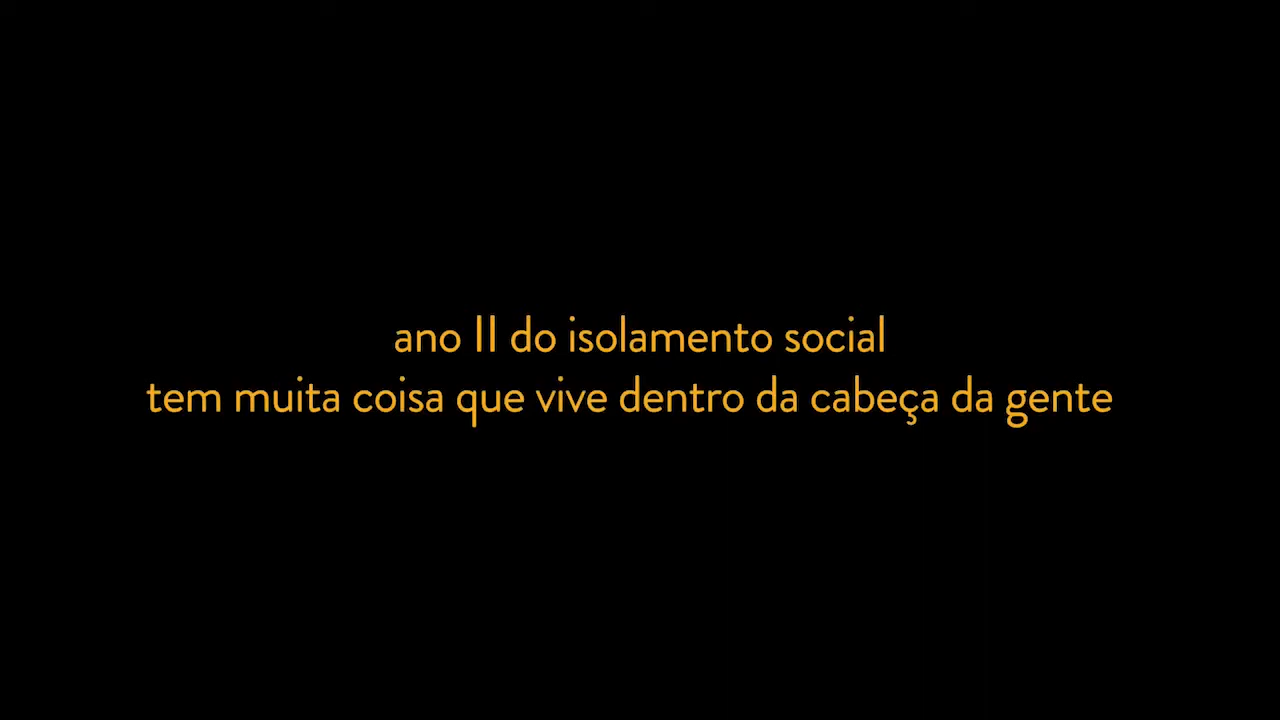 ano II do isolamento social
tem muita coisa que vive dentro da cabeça da gente